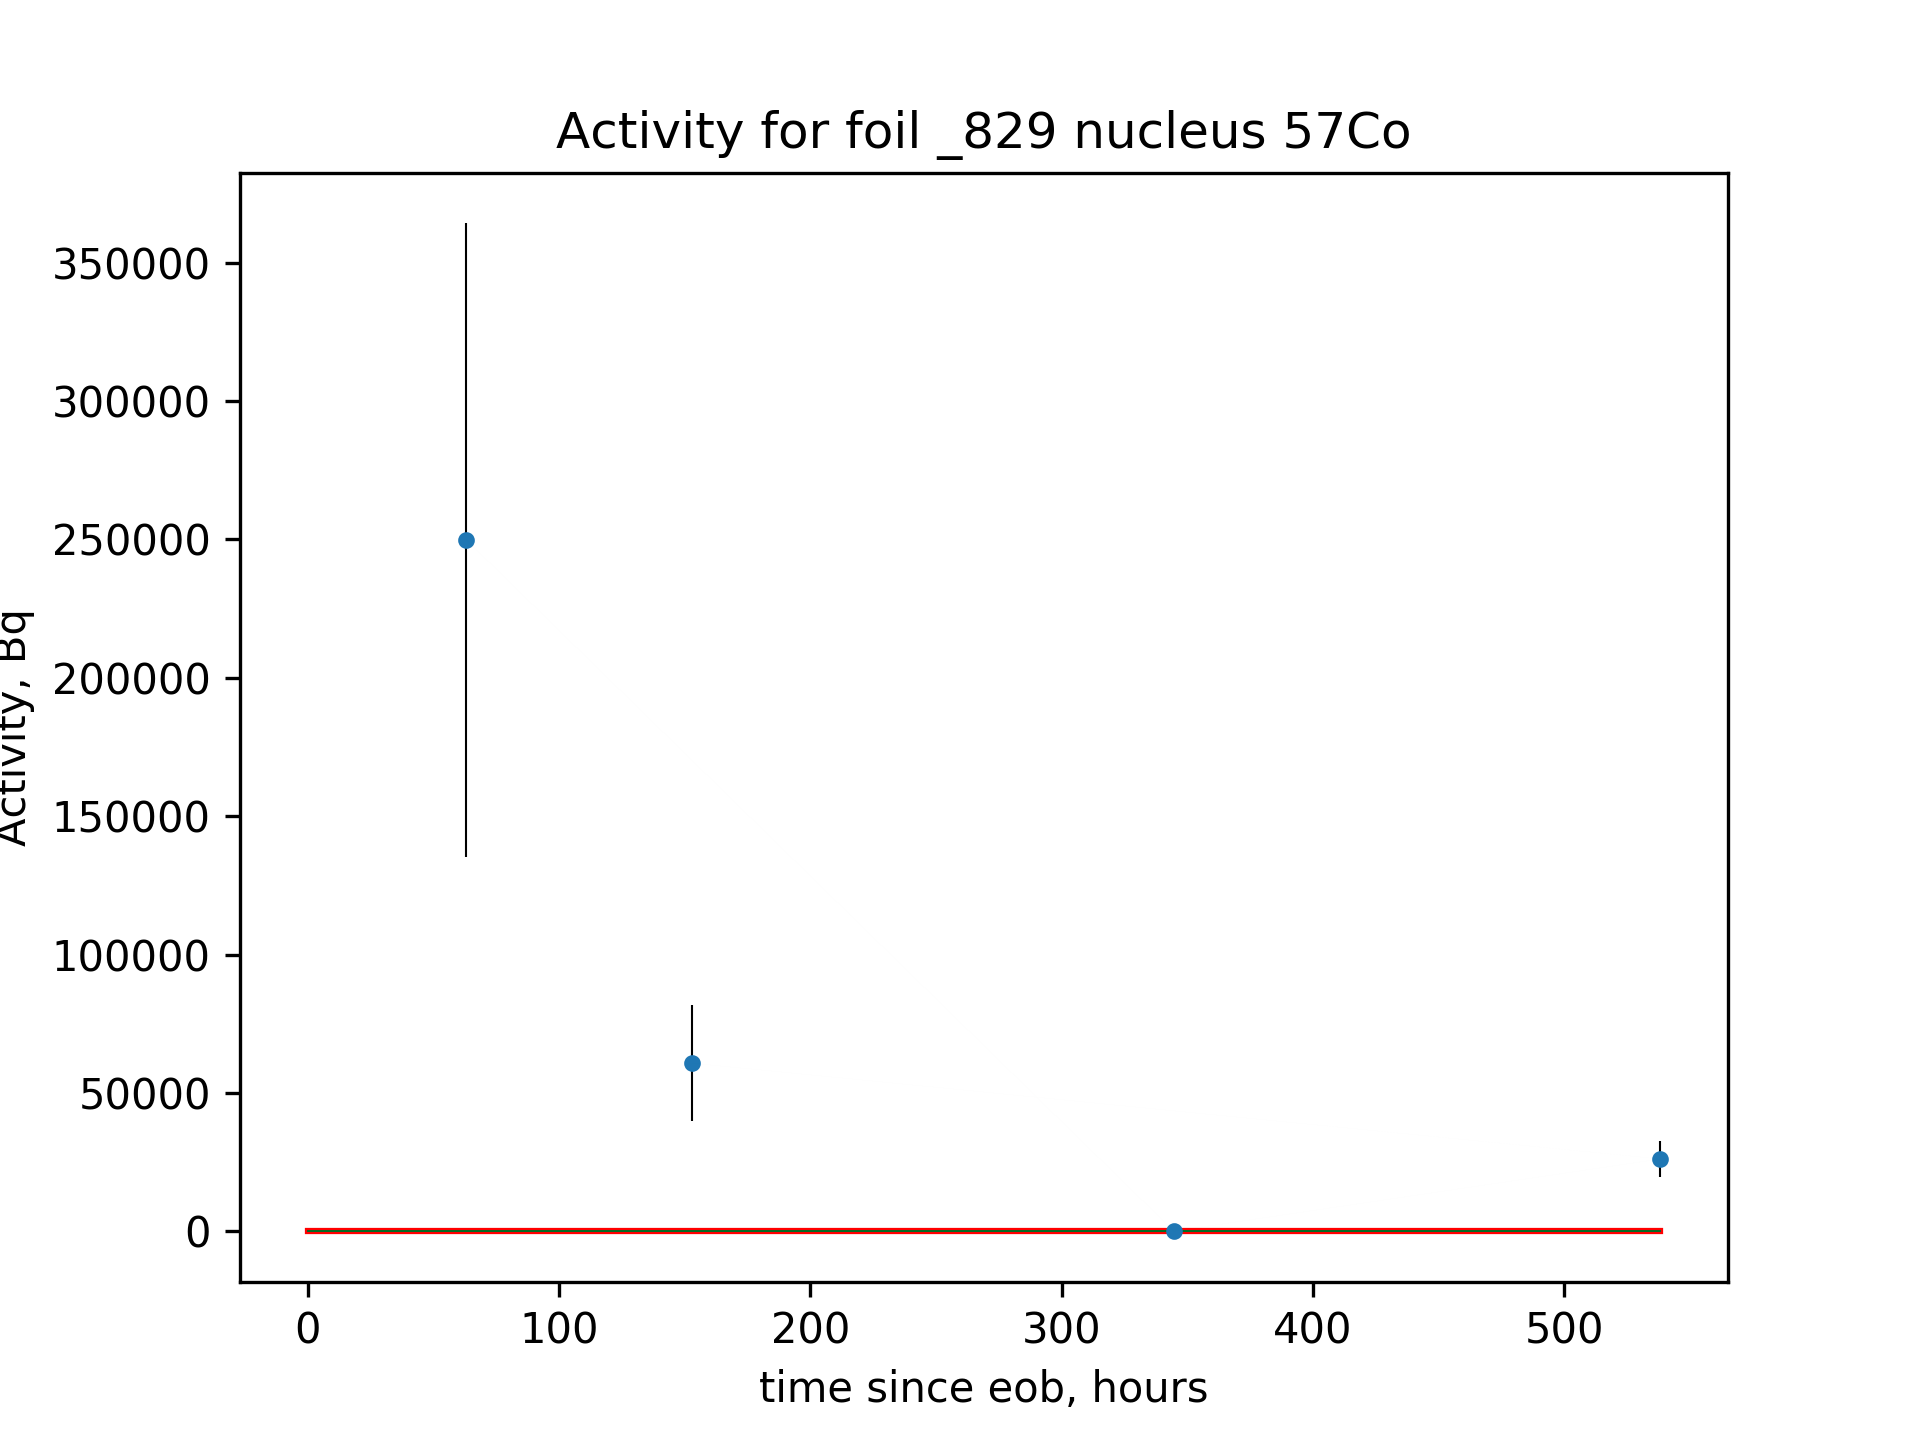 Activity for foil _829 nucleus 57Co
350000
300000
250000
200000
150000
100000
50000
0
Activity, Bq
0 100 200 300 400 500
time since eob, hours